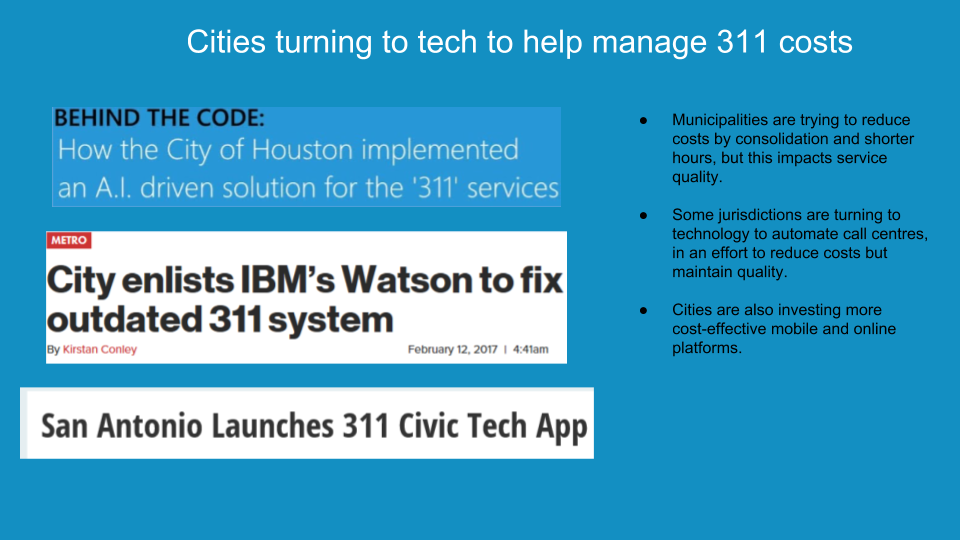 Cities turning to tech to help manage 311 costs
BEHIND THE CODE:
How the City of Houston implemented
an A.I. driven solution for the '311' services
METRO
City enlists IBM's Watson to fix
outdated 311 system
By Kirstan Conley February 12, 2017 | 4:41am
San Antonio Launches 311 Civic Tech App
● Municipalities are trying to reduce
costs by consolidation and shorter
hours, but this impacts service
quality.
● Some jurisdictions are turning to
technology to automate call centres,
in an effort to reduce costs but
maintain quality.
● Cities are also investing more
cost-effective mobile and online
platforms.